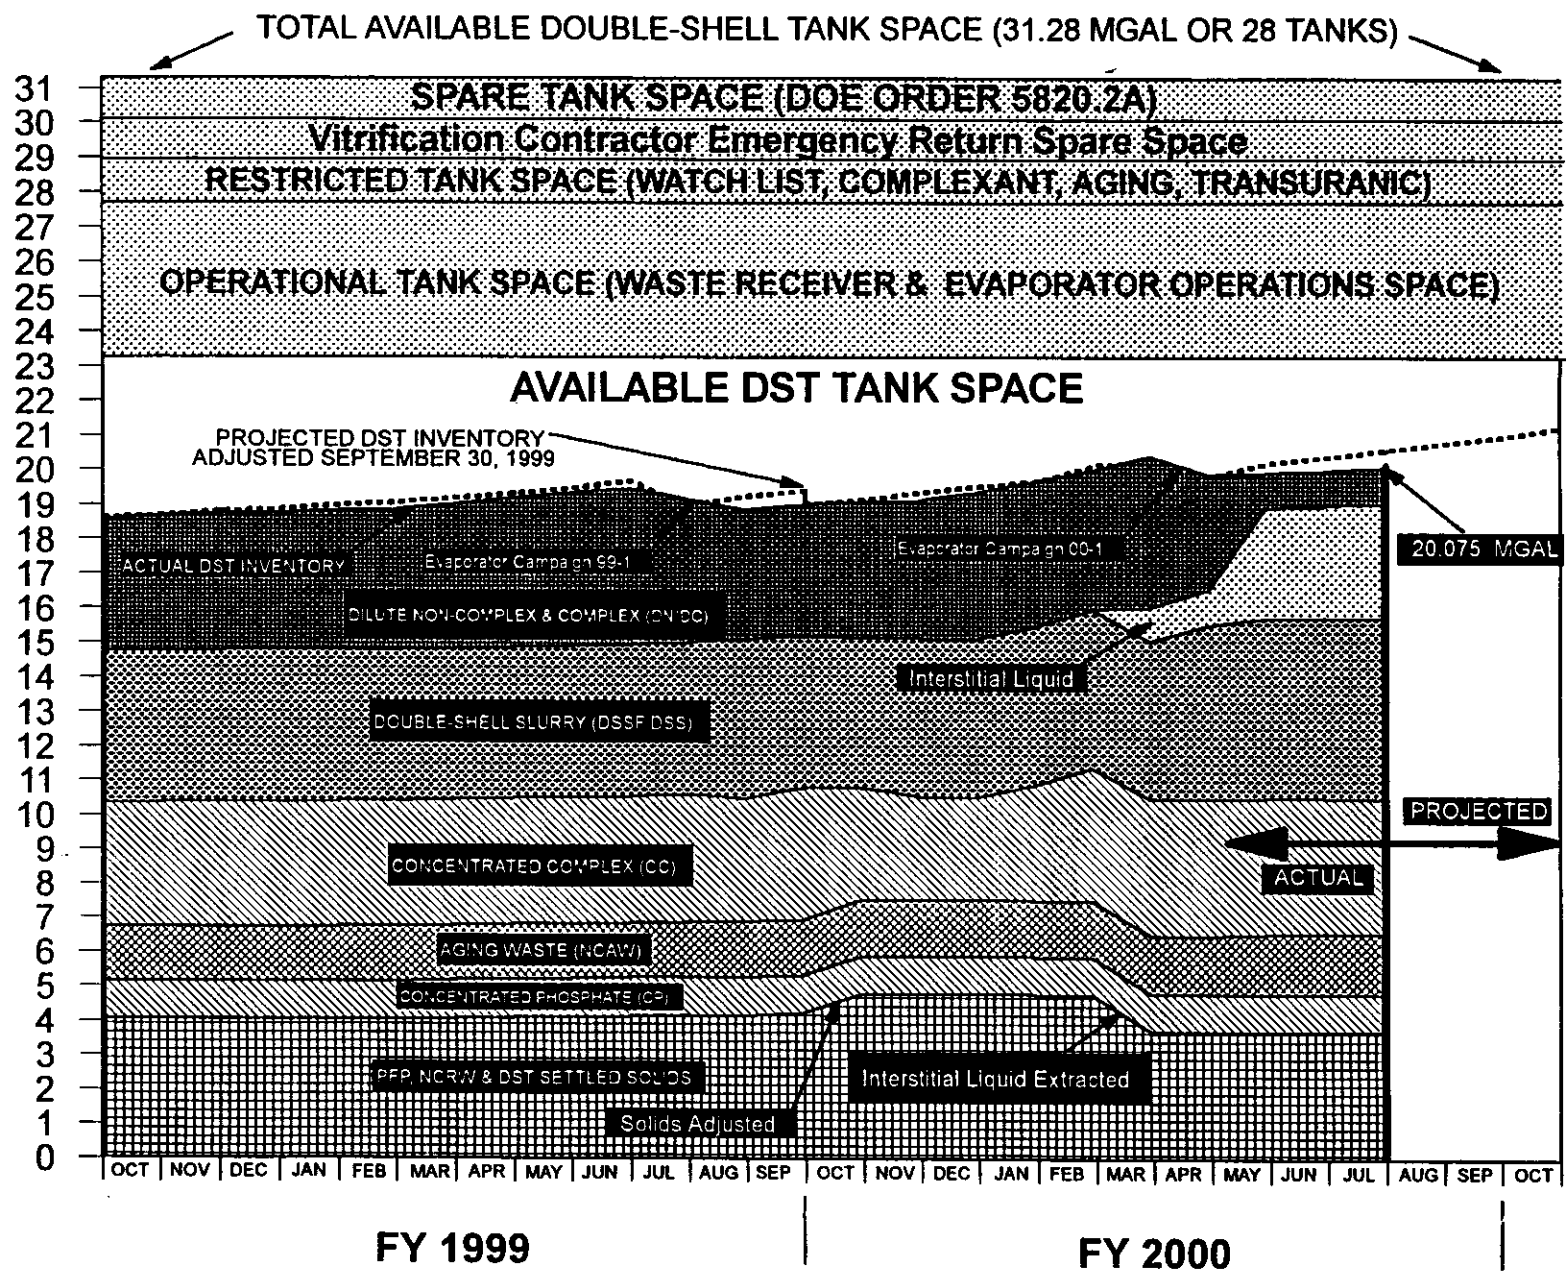 TOTAL AVAILABLE DOUBLE-SHELL TANK SPACE (31.28 MGAL OR 28 TANKS)
31
30
29
28
27
26
25
24
23
22
21
20
19
18
17
16
15
14
13
12
11
10
9
8
7
6
5
4
3
2
1
0
SPARE TANK SPACE (DOE ORDER 5820.2A)
Vitrification Contractor Emergency Return Spare Space
RESTRICTED TANK SPACE (WATCH LIST, COMPLEXANT, AGING, TRANSURANIC)
OPERATIONAL TANK SPACE (WASTE RECEIVER & EVAPORATOR OPERATIONS SPACE)
AVAILABLE DST TANK SPACE
PROJECTED DST INVENTORY
ADJUSTED SEPTEMBER 30, 1999
ACTUAL DST INVENTORY
Evaporator Campaign 99-1
Evaporator Campaign 00-1
20.075 MGAL
DILUTE NON-COMPLEX & COMPLEX (DN/DC)
Interstitial Liquid
DOUBLE-SHELL SLURRY (DSSF DSS)
PROJECTED
CONCENTRATED COMPLEX (CC)
ACTUAL
AGING WASTE (NCAW)
CONCENTRATED PHOSPHATE (CP)
PFP, NCRW & DST SETTLED SOLIDS
Interstitial Liquid Extracted
Solids Adjusted
OCT NOV DEC JAN FEB MAR APR MAY JUN JUL AUG SEP OCT NOV DEC JAN FEB MAR APR MAY JUN JUL AUG SEP OCT
FY 1999
FY 2000